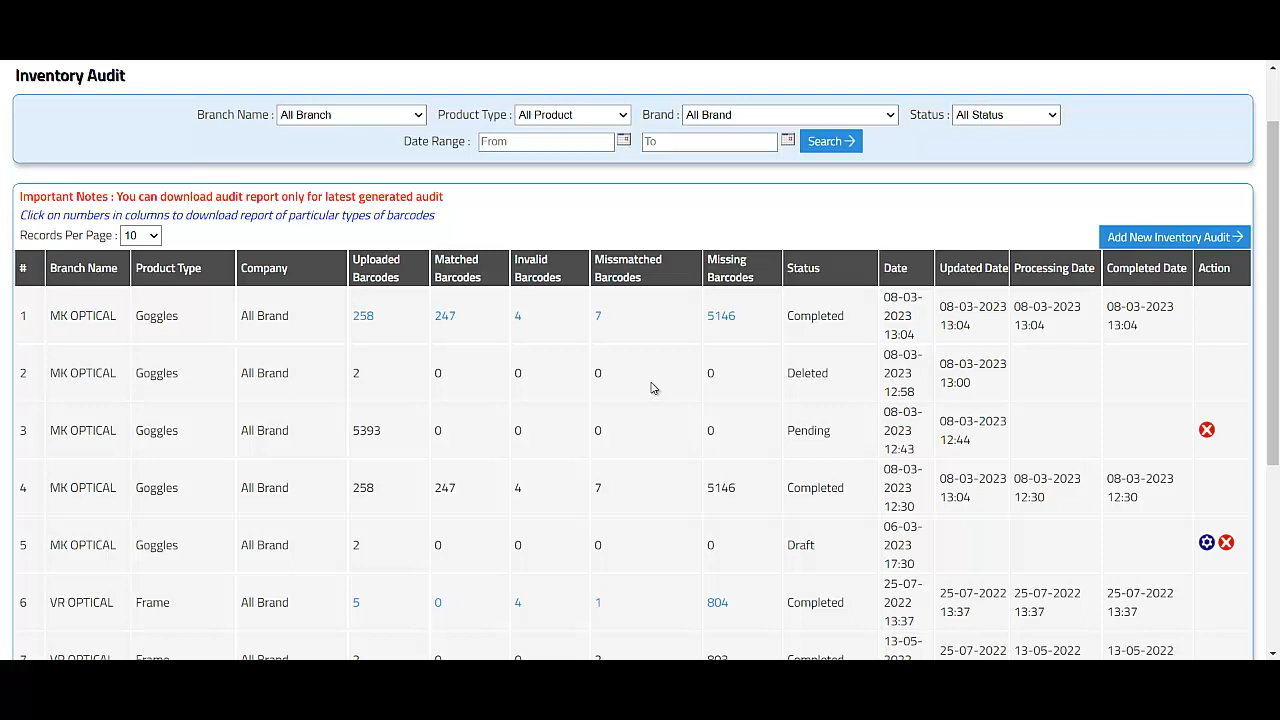 Inventory Audit
Branch Name : All Branch Product Type : All Product Brand : All Brand Status : All Status
Date Range : From To Search
Important Notes : You can download audit report only for latest generated audit
Click on numbers in columns to download report of particular types of barcodes
Records Per Page : 10
Add New Inventory Audit
# Branch Name Product Type Company Uploaded Barcodes Matched Barcodes Invalid Barcodes Missmatched Barcodes Missing Barcodes Status Date Updated Date Processing Date Completed Date Action
1 MK OPTICAL Goggles All Brand 258 247 4 7 5146 Completed 08-03-2023 13:04 08-03-2023 13:04 08-03-2023 13:04 08-03-2023 13:04
2 MK OPTICAL Goggles All Brand 2 0 0 0 0 Deleted 08-03-2023 12:58 08-03-2023 13:00
3 MK OPTICAL Goggles All Brand 5393 0 0 0 0 Pending 08-03-2023 12:43 08-03-2023 12:44
4 MK OPTICAL Goggles All Brand 258 247 4 7 5146 Completed 08-03-2023 12:30 08-03-2023 13:04 08-03-2023 12:30 08-03-2023 12:30
5 MK OPTICAL Goggles All Brand 2 0 0 0 0 Draft 06-03-2023 17:30
6 VR OPTICAL Frame All Brand 5 0 4 1 804 Completed 25-07-2022 13:37 25-07-2022 13:37 25-07-2022 13:37 25-07-2022 13:37
VR OPTICAL Frame All Brand Completed 13-05-2022 25-07-2022 13-05-2022 13-05-2022